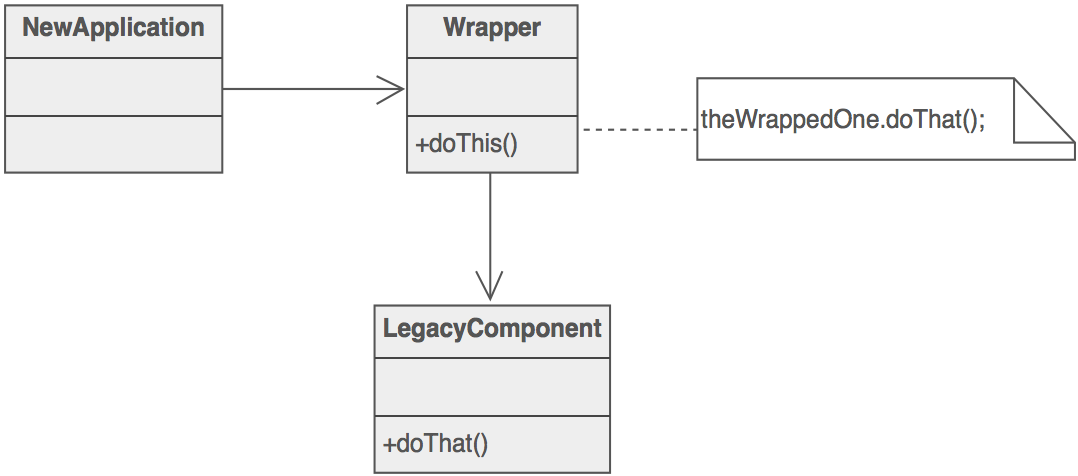 NewApplication
Wrapper
+doThis()
theWrappedOne.doThat();
LegacyComponent
+doThat()